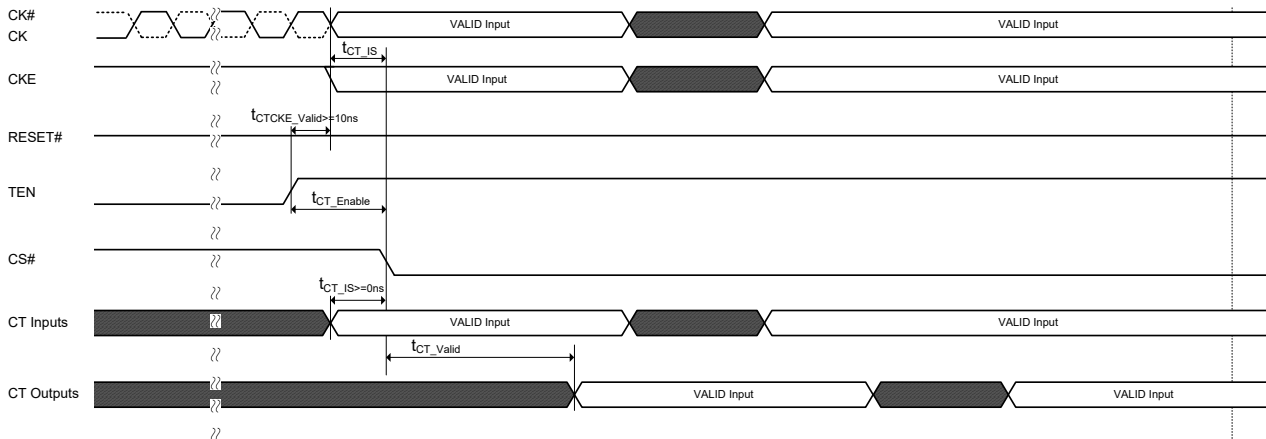 CK#
CK
VALID Input
VALID Input
tCT_IS
CKE
VALID Input
VALID Input
tCTCKE_Valid>=10ns
RESET#
TEN
tCT_Enable
CS#
tCT_IS>=0ns
CT Inputs
VALID Input
VALID Input
tCT_Valid
CT Outputs
VALID Input
VALID Input